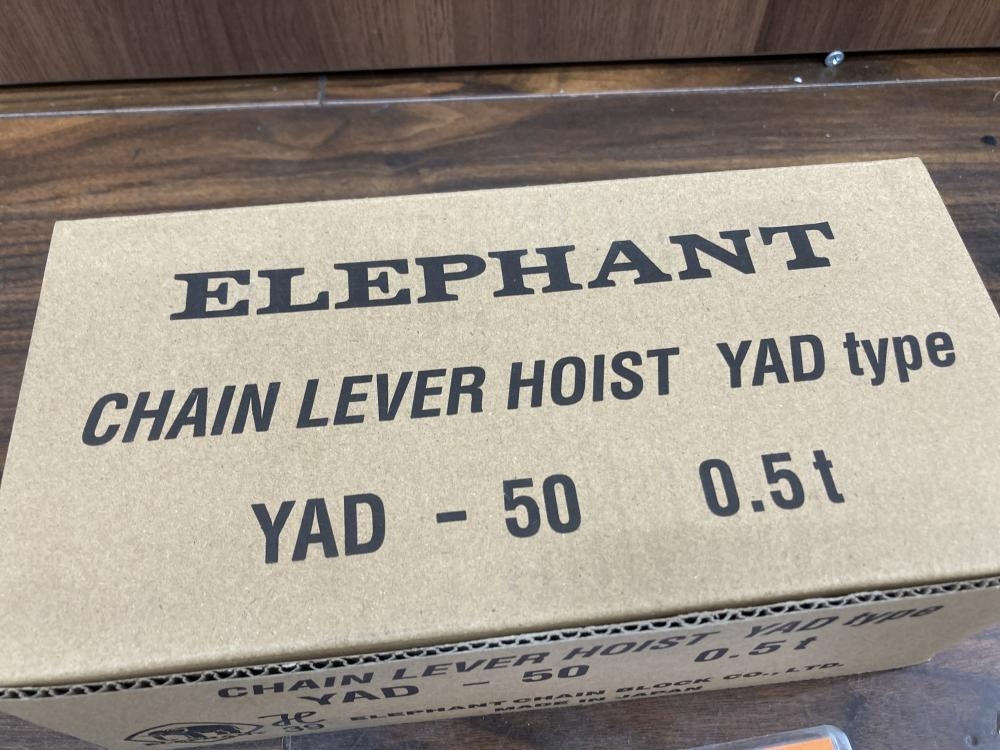 ELEPHANT
CHAIN LEVER HOIST YAD type
YAD - 50 0.5t
CHAIN LEVER HOIST YAD type
YAD - 50 0.5t
ELEPHANT CHAIN BLOCK CO., LTD.
MADE IN JAPAN